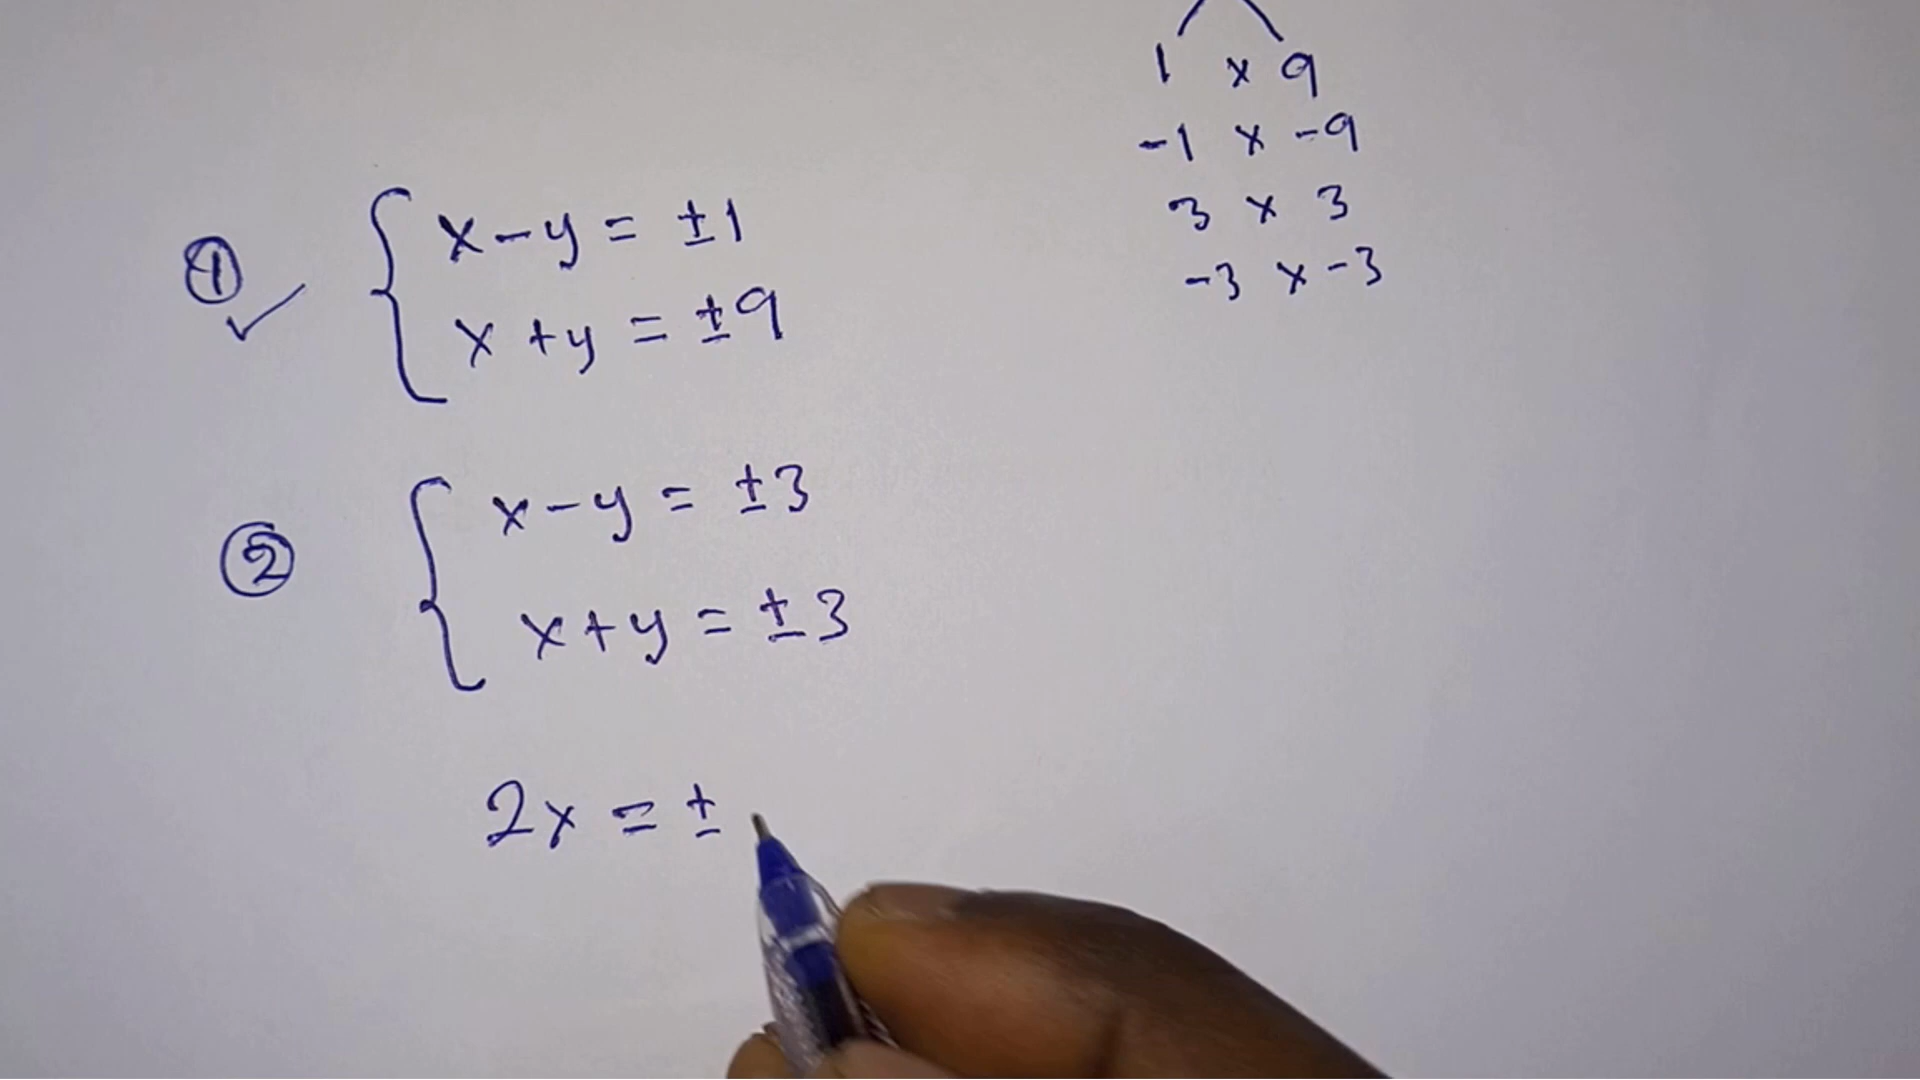 1 x 9
-1 x -9
3 x 3
-3 x -3
① ✓ x-y = ±1
x+y = ±9
② x-y = ±3
x+y = ±3
2x = ±